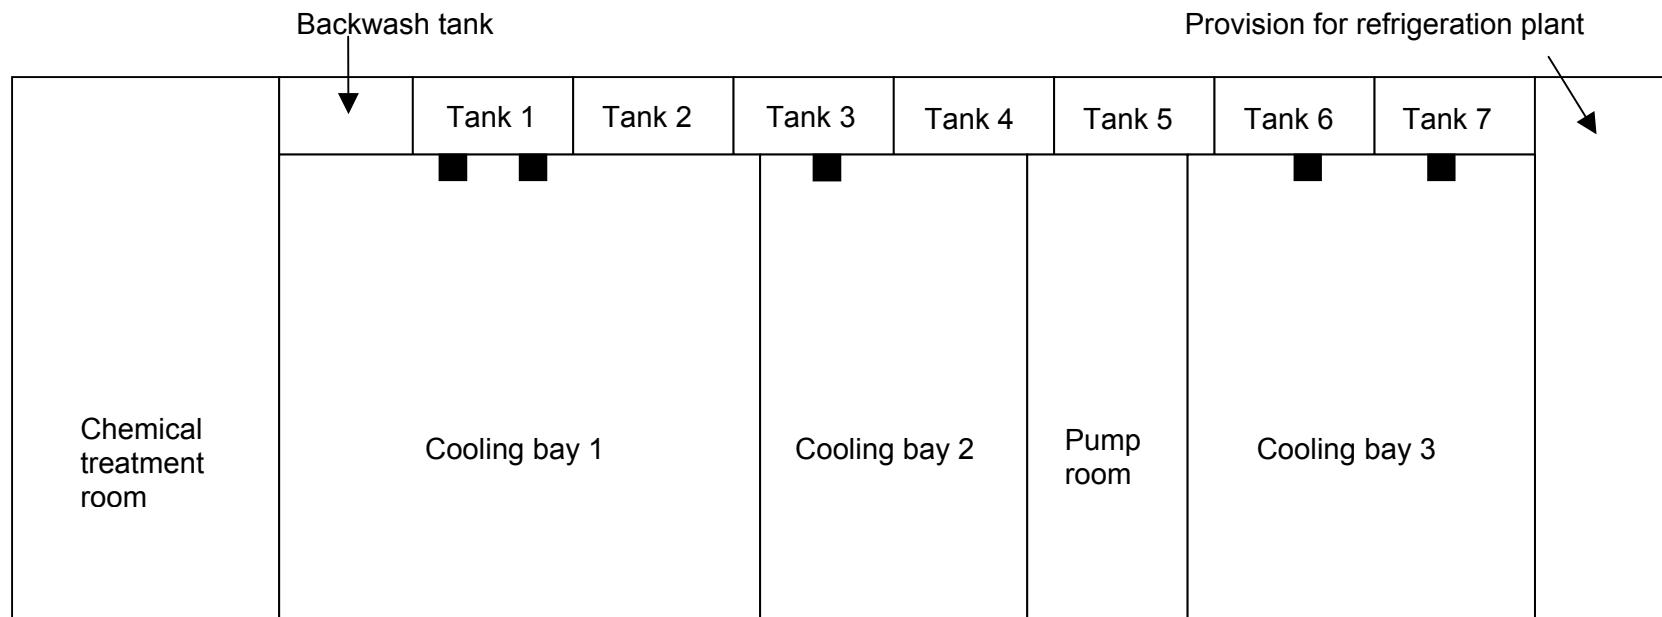 Backwash tank
Provision for refrigeration plant
Tank 1
Tank 2
Tank 3
Tank 4
Tank 5
Tank 6
Tank 7
Chemical
treatment
room
Cooling bay 1
Cooling bay 2
Pump
room
Cooling bay 3